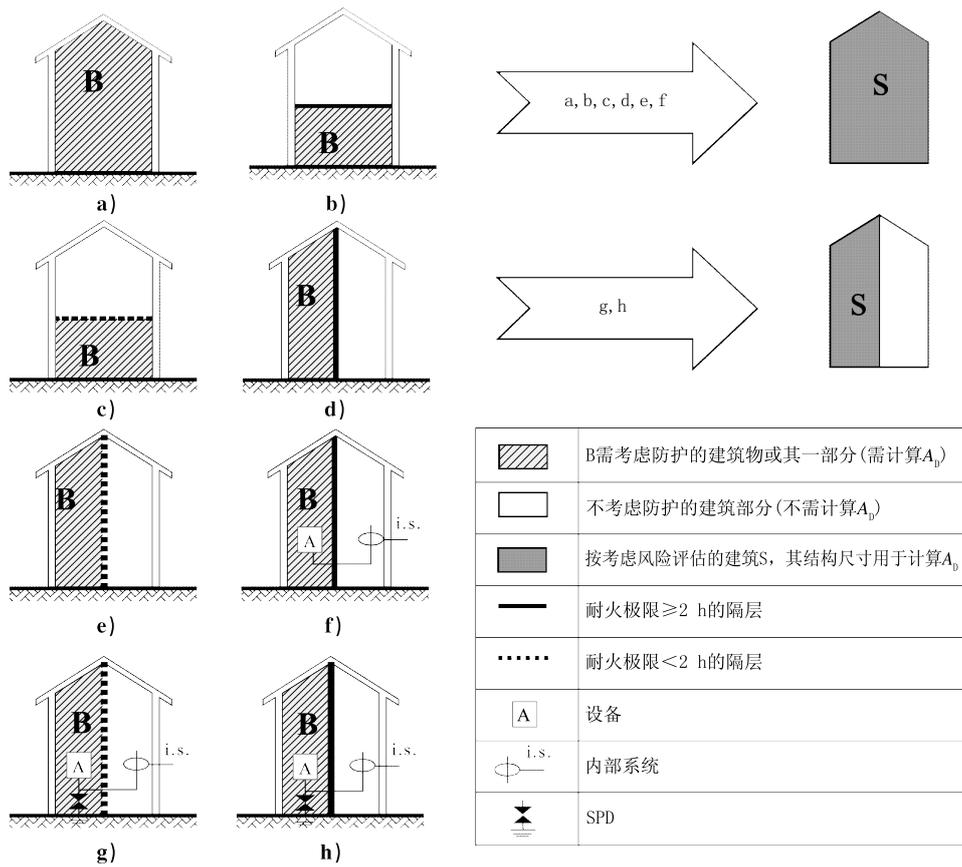 B
B
a)
b)
a,b,c,d,e,f
S
B
B
c)
d)
g,h
S
B
B
A
i.s.
e)
f)
B
A
i.s.
B
A
i.s.
g)
h)
B需考虑防护的建筑物或其一部分(需计算A_D)
不考虑防护的建筑部分(不需计算A_D)
按考虑风险评估的建筑S，其结构尺寸用于计算A_D
耐火极限≥2 h的隔层
耐火极限<2 h的隔层
A 设备
i.s. 内部系统
SPD